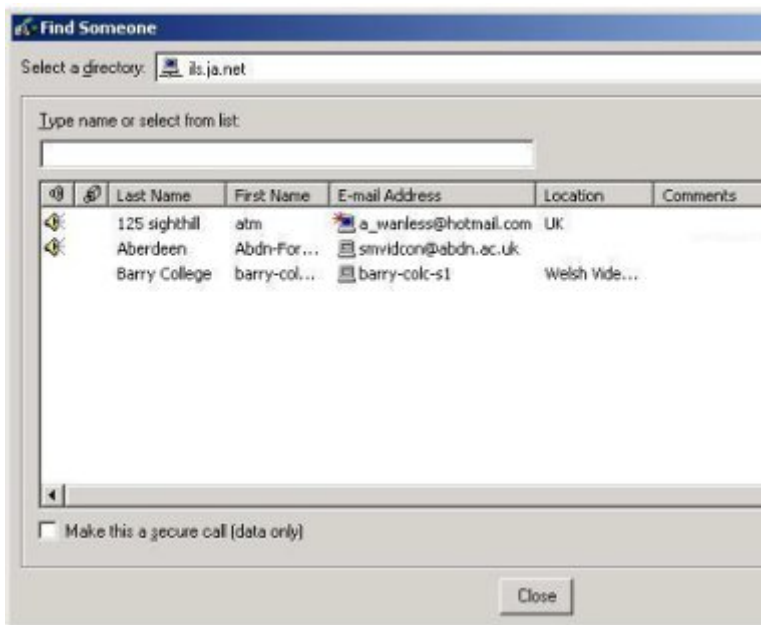 Find Someone
Select a directory: ils.ja.net
Type name or select from list:
Last Name First Name E-mail Address Location Comments
125 sighthill atm a_wanless@hotmail.com UK
Aberdeen Abdn-For... smvidcon@abdn.ac.uk
Barry College barry-col... barry-colc-s1 Welsh Vide...
Make this a secure call (data only)
Close